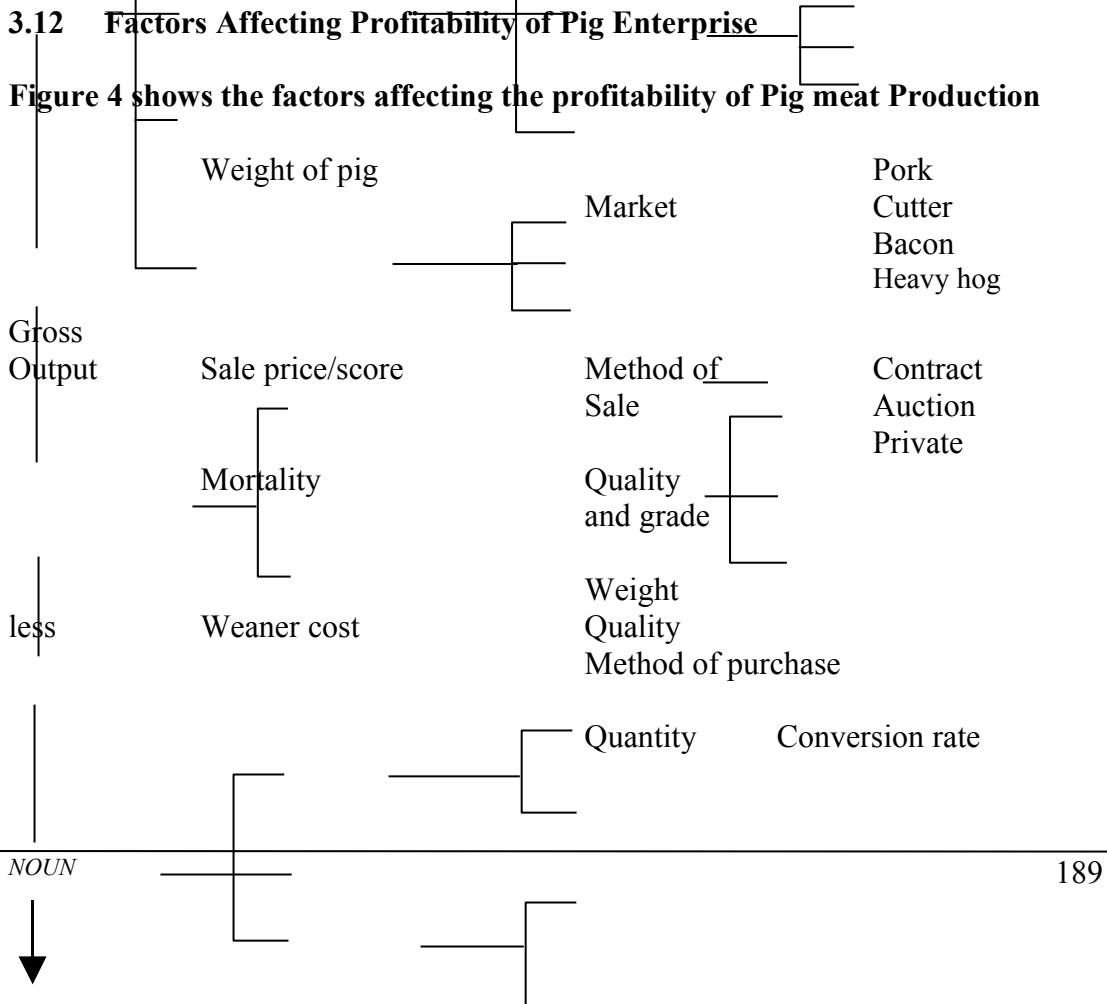 3.12 Factors Affecting Profitability of Pig Enterprise
Figure 4 shows the factors affecting the profitability of Pig meat Production
Weight of pig Pork
Market Cutter
Bacon
Heavy hog
Gross
Output Sale price/score Method of Contract
Sale Auction
Private
Mortality Quality
and grade
Weight
less Weaner cost Quality
Method of purchase
Quantity Conversion rate
NOUN 189